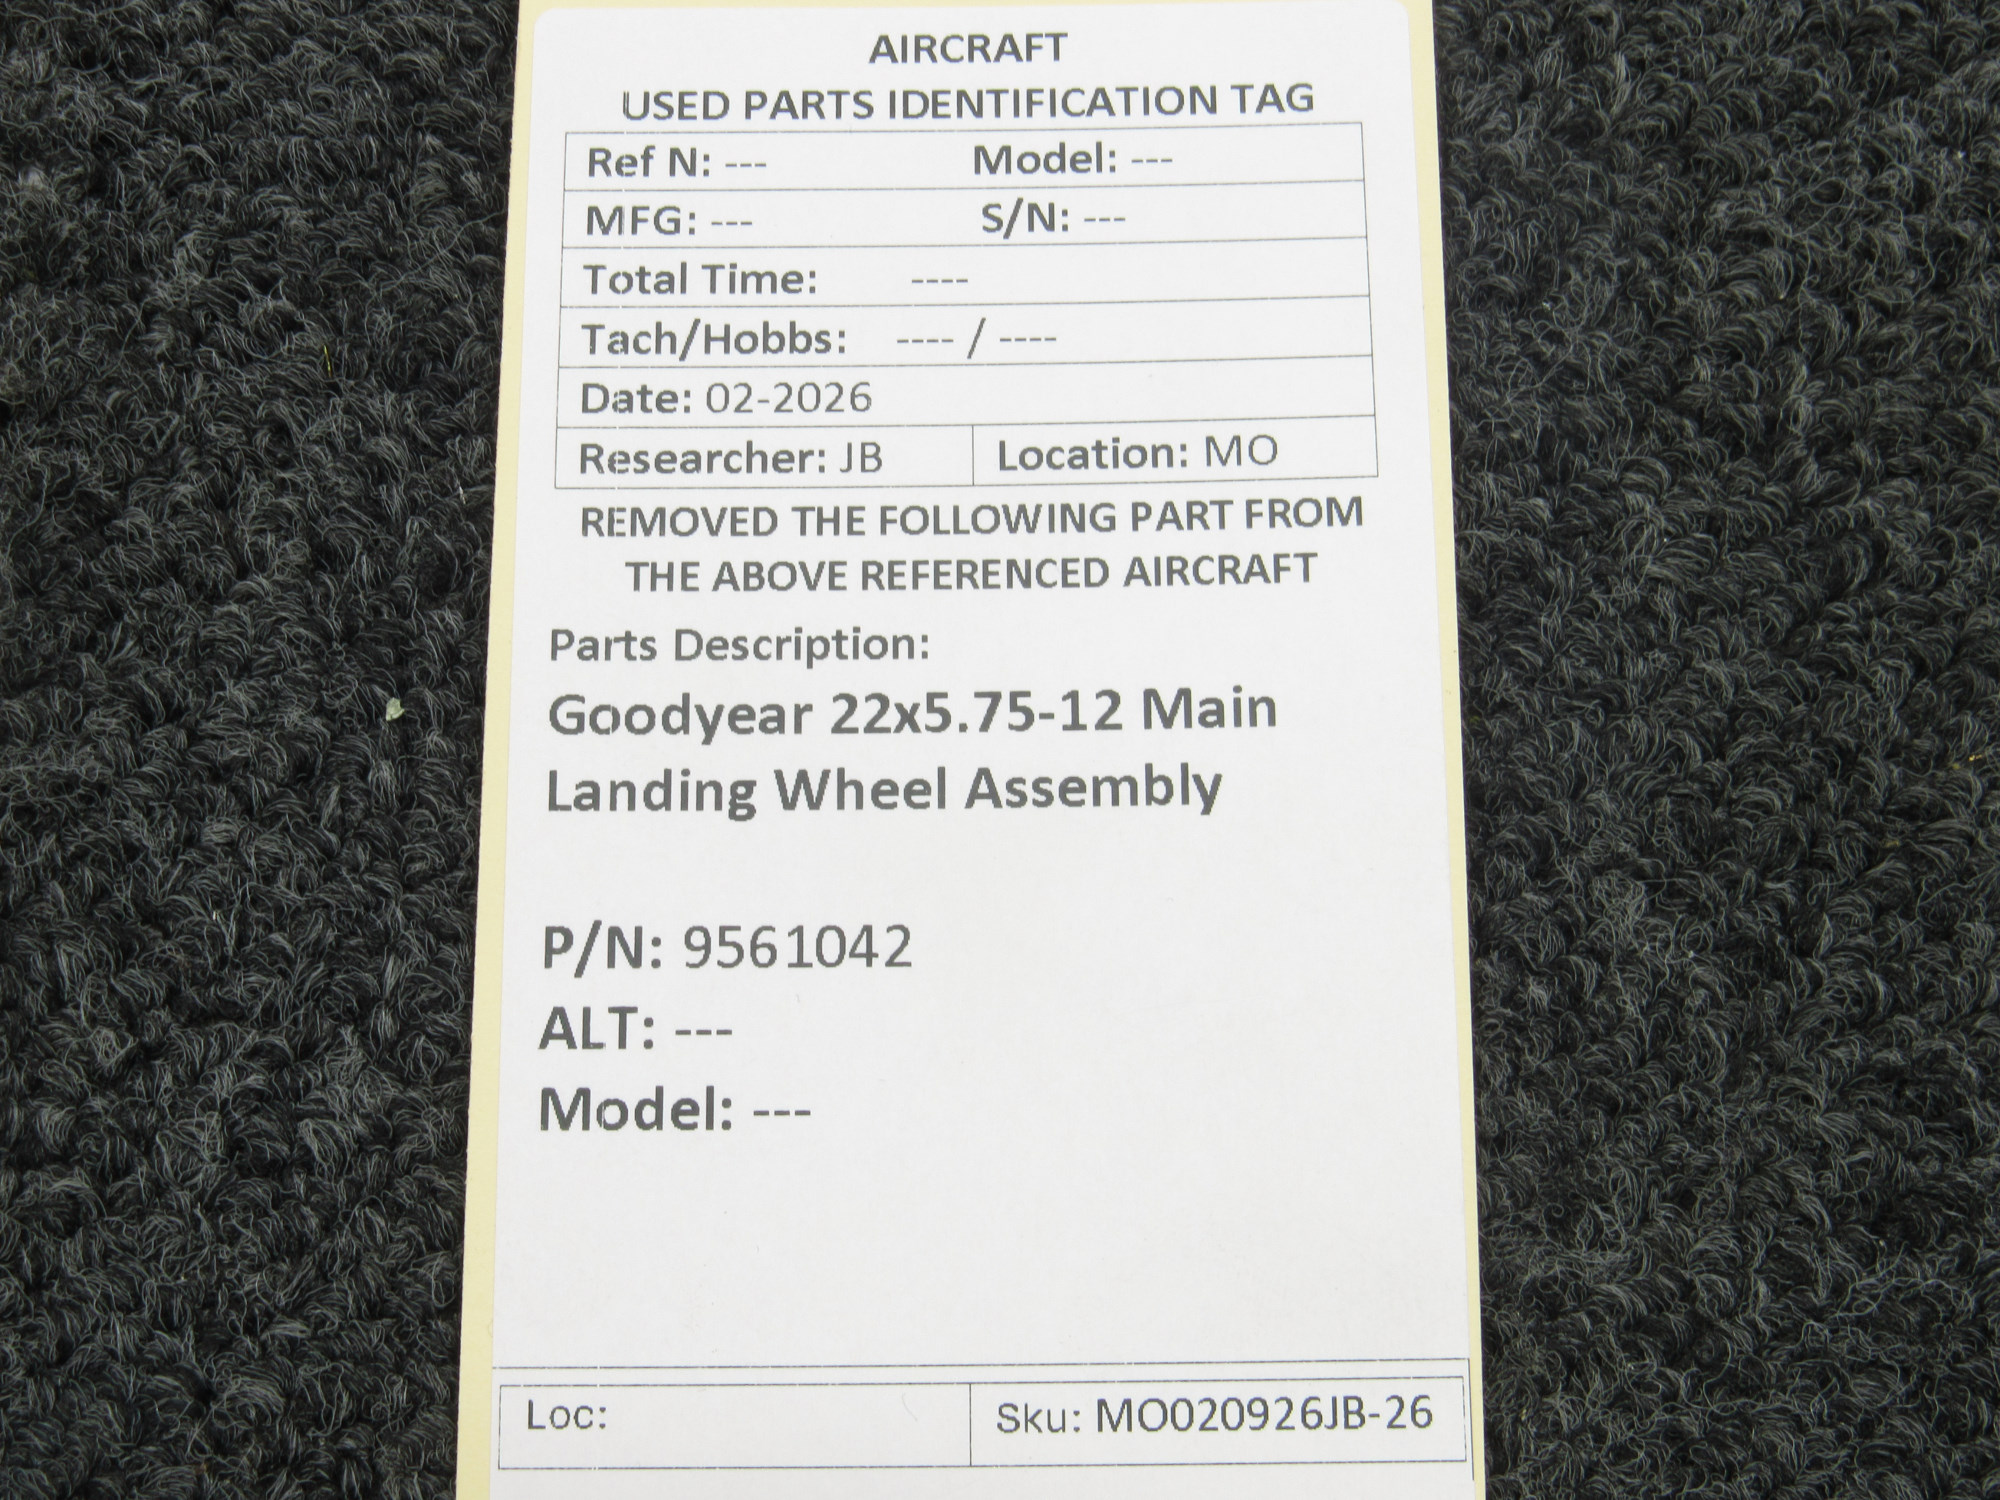 AIRCRAFT
USED PARTS IDENTIFICATION TAG
Ref N: --- Model: ---
MFG: --- S/N: ---
Total Time: ----
Tach/Hobbs: ---- / ----
Date: 02-2026
Researcher: JB Location: MO
REMOVED THE FOLLOWING PART FROM
THE ABOVE REFERENCED AIRCRAFT
Parts Description:
Goodyear 22x5.75-12 Main
Landing Wheel Assembly
P/N: 9561042
ALT: ---
Model: ---
Loc: Sku: MO020926JB-26